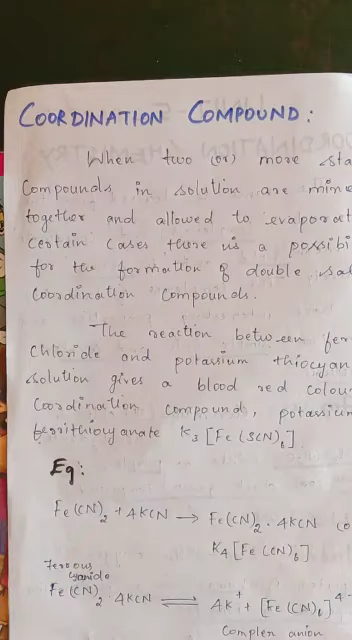 COORDINATION COMPOUND:
When two (or) more sta
Compounds in solution are mixe
together and allowed to evaporat
certain cases there is a possibi
for the formation of double sal
Coordination Compounds.
The reaction between fer
Chloride and potassium thiocyan
solution gives a blood red colou
Coordination compound, potassium
ferrithiocyanate K3 [Fe (SCN)6].
Eg:
Fe(CN)2 + 4KCN → Fe(CN)2 . 4KCN (o
K4 [Fe (CN)6]
Ferrous
cyanide
Fe(CN)2 . 4KCN ⇌ 4K+ + [Fe (CN)6]4-
Complex anion